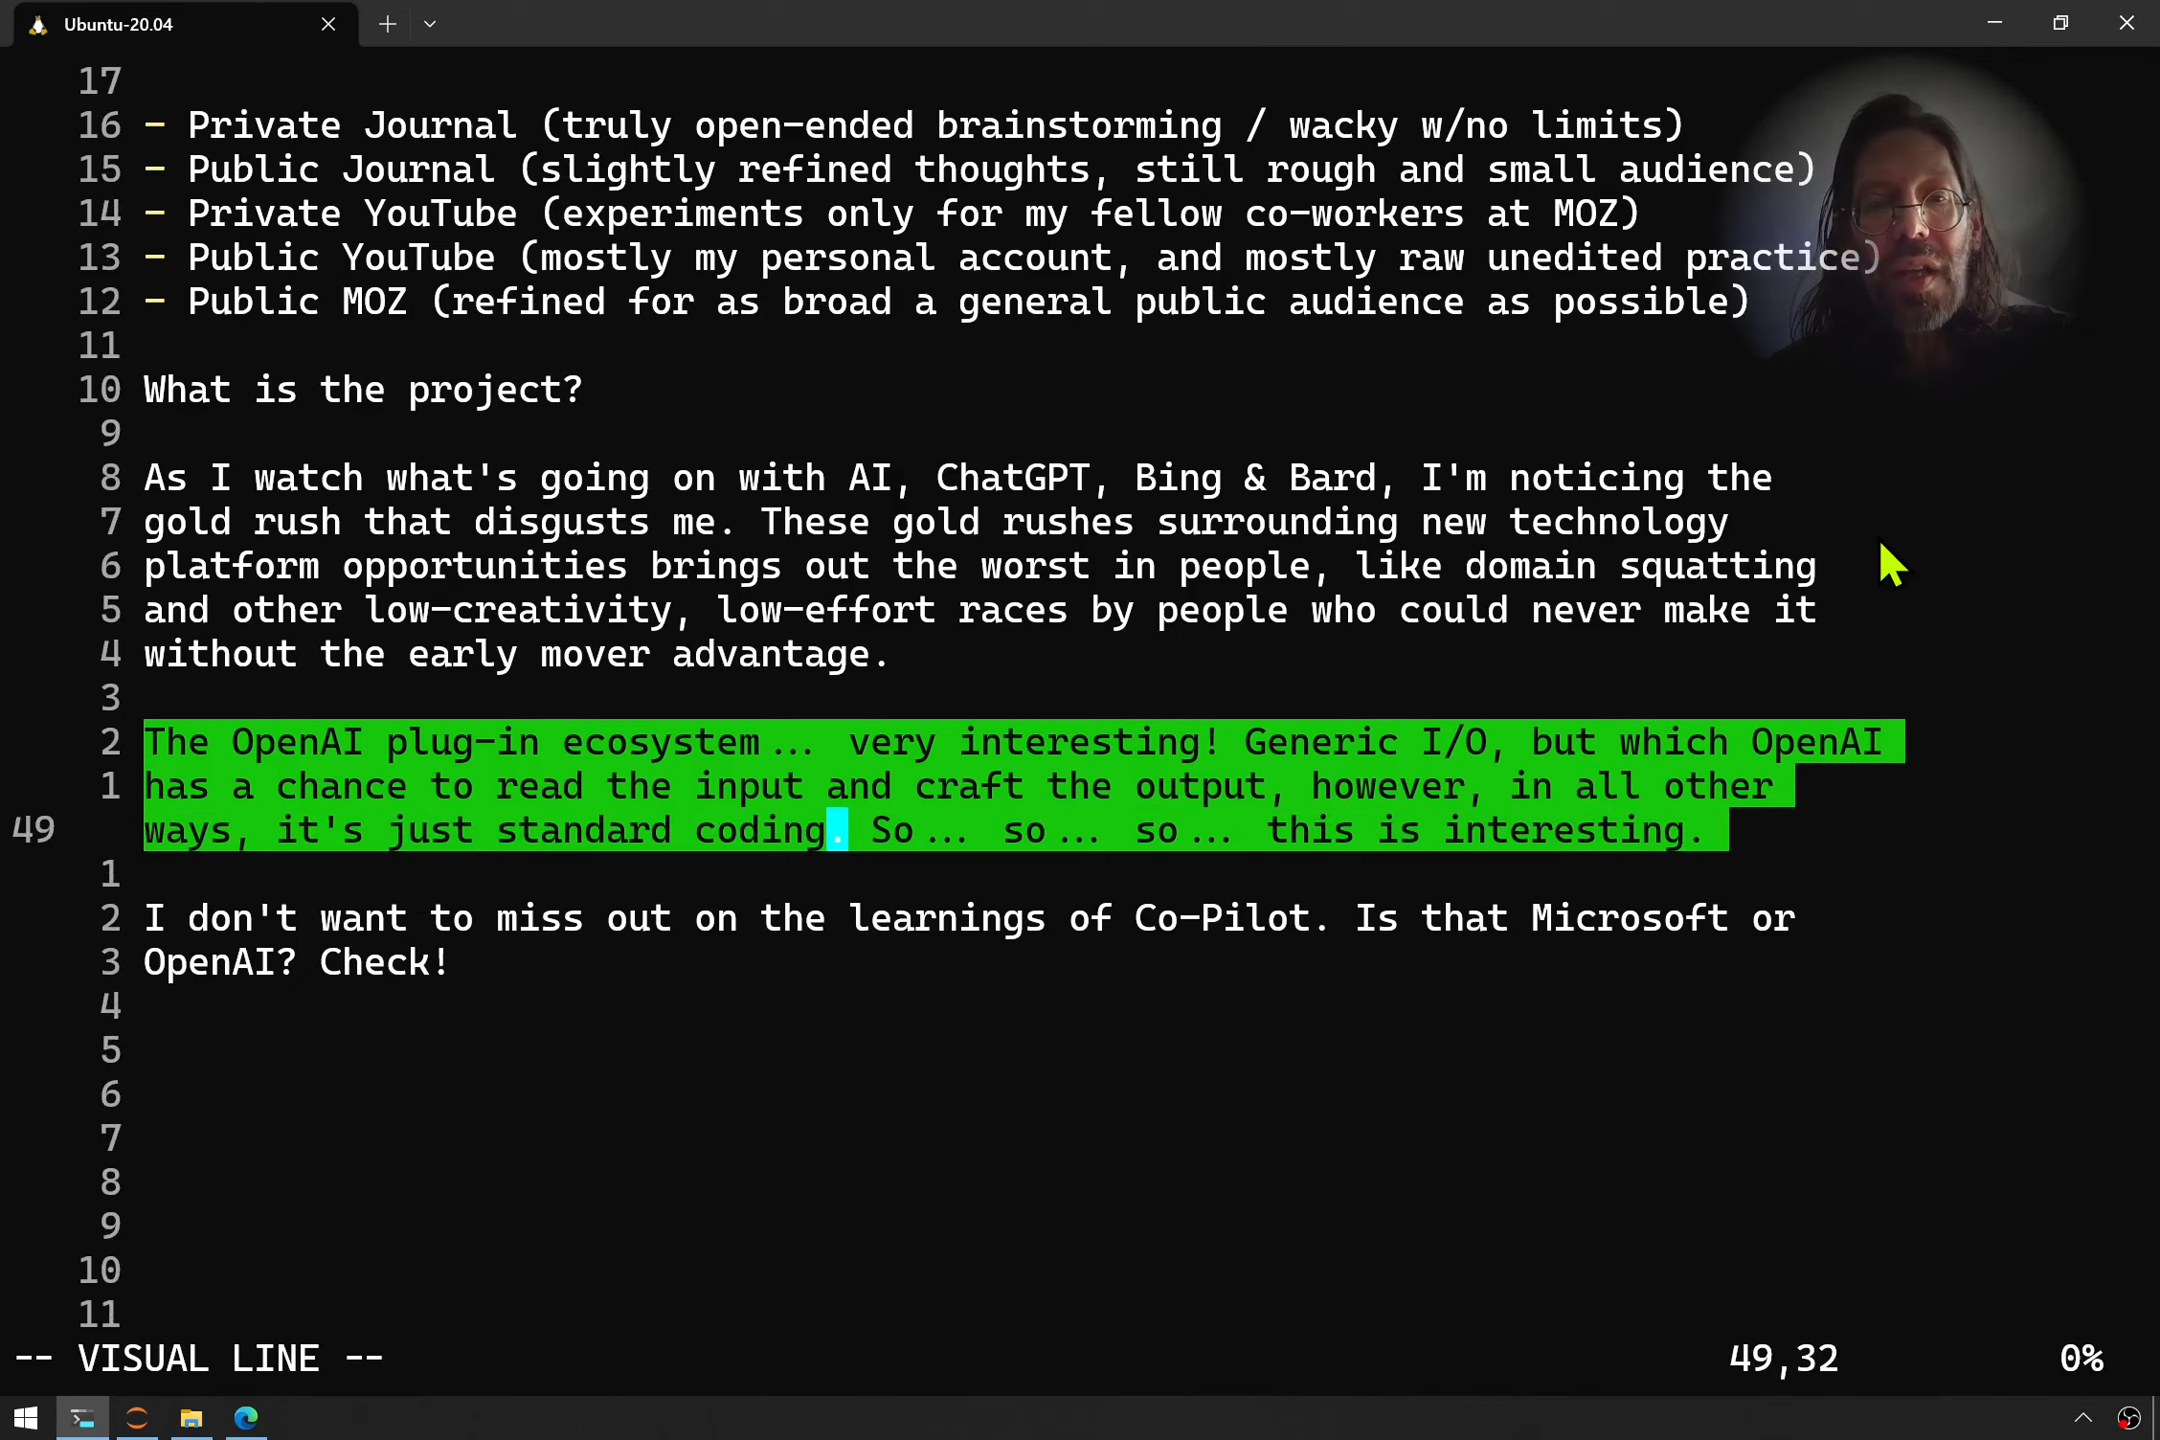 Ubuntu-20.04
17
16 - Private Journal (truly open-ended brainstorming / wacky w/no limits)
15 - Public Journal (slightly refined thoughts, still rough and small audience)
14 - Private YouTube (experiments only for my fellow co-workers at MOZ)
13 - Public YouTube (mostly my personal account, and mostly raw unedited practice)
12 - Public MOZ (refined for as broad a general public audience as possible)
11
10 What is the project?
9
8 As I watch what's going on with AI, ChatGPT, Bing & Bard, I'm noticing the
7 gold rush that disgusts me. These gold rushes surrounding new technology
6 platform opportunities brings out the worst in people, like domain squatting
5 and other low-creativity, low-effort races by people who could never make it
4 without the early mover advantage.
3
2 The OpenAI plug-in ecosystem... very interesting! Generic I/O, but which OpenAI
1 has a chance to read the input and craft the output, however, in all other
49 ways, it's just standard coding. So... so... so... this is interesting.
1
2 I don't want to miss out on the learnings of Co-Pilot. Is that Microsoft or
3 OpenAI? Check!
4
5
6
7
8
9
10
11
-- VISUAL LINE -- 49,32 0%